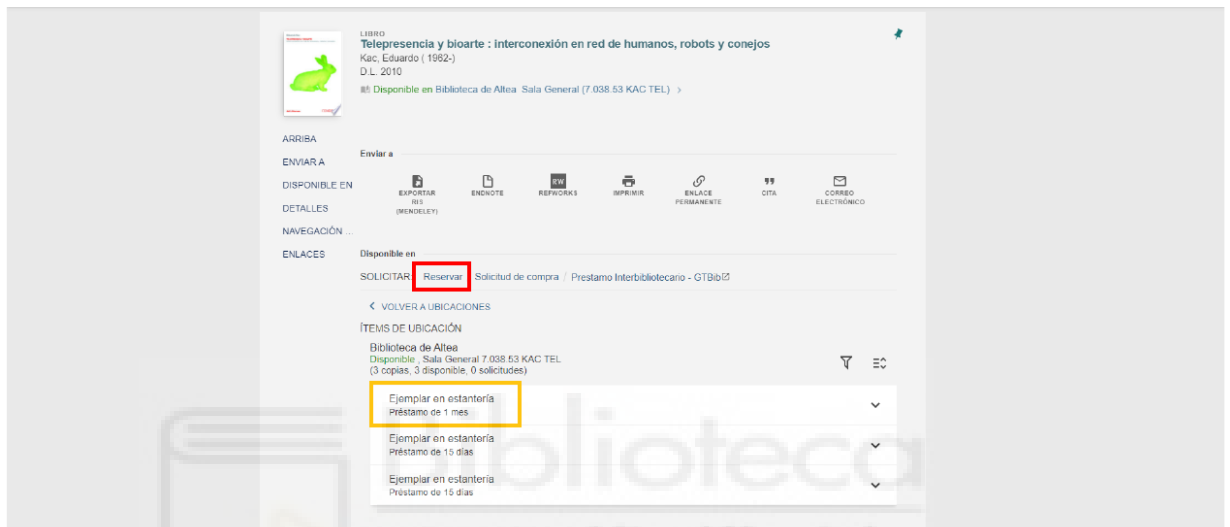 LIBRO
Telepresencia y bioarte : interconexión en red de humanos, robots y conejos
Kac, Eduardo ( 1962-)
D.L. 2010
Disponible en Biblioteca de Altea Sala General (7.038.53 KAC TEL) >
ARRIBA
ENVIAR A
DISPONIBLE EN
DETALLES
NAVEGACIÓN ...
ENLACES
Enviar a
EXPORTAR RIS (MENDELEY)
ENDNOTE
RW
REFWORKS
IMPRIMIR
ENLACE PERMANENTE
CITA
CORREO ELECTRÓNICO
Disponible en
SOLICITAR: Reservar Solicitud de compra / Prestamo Interbibliotecario - GTBib
< VOLVER A UBICACIONES
ÍTEMS DE UBICACIÓN
Biblioteca de Altea
Disponible , Sala General 7.038.53 KAC TEL
(3 copias, 3 disponible, 0 solicitudes)
Ejemplar en estantería
Préstamo de 1 mes
Ejemplar en estantería
Préstamo de 15 días
Ejemplar en estantería
Préstamo de 15 días
Biblioteca